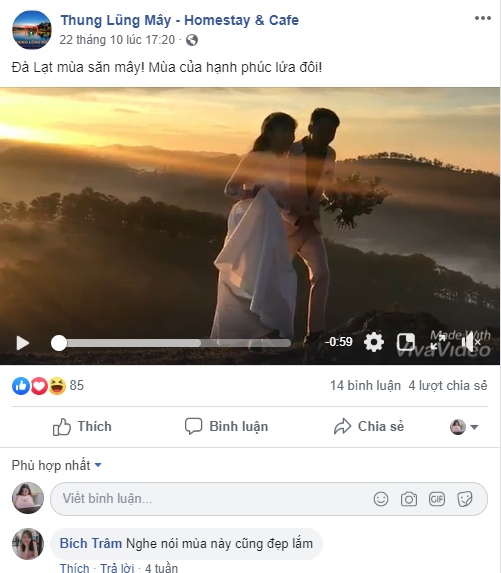 Thung Lũng Mây - Homestay & Cafe
22 tháng 10 lúc 17:20 ·
Đà Lạt mùa săn mây! Mùa của hạnh phúc lứa đôi!
-0:59
Made With
VivaVideo
85
14 bình luận 4 lượt chia sẻ
Thích Bình luận Chia sẻ
Phù hợp nhất
Viết bình luận...
GIF
Bích Trâm Nghe nói mùa này cũng đẹp lắm
Thích · Trả lời · 4 tuần